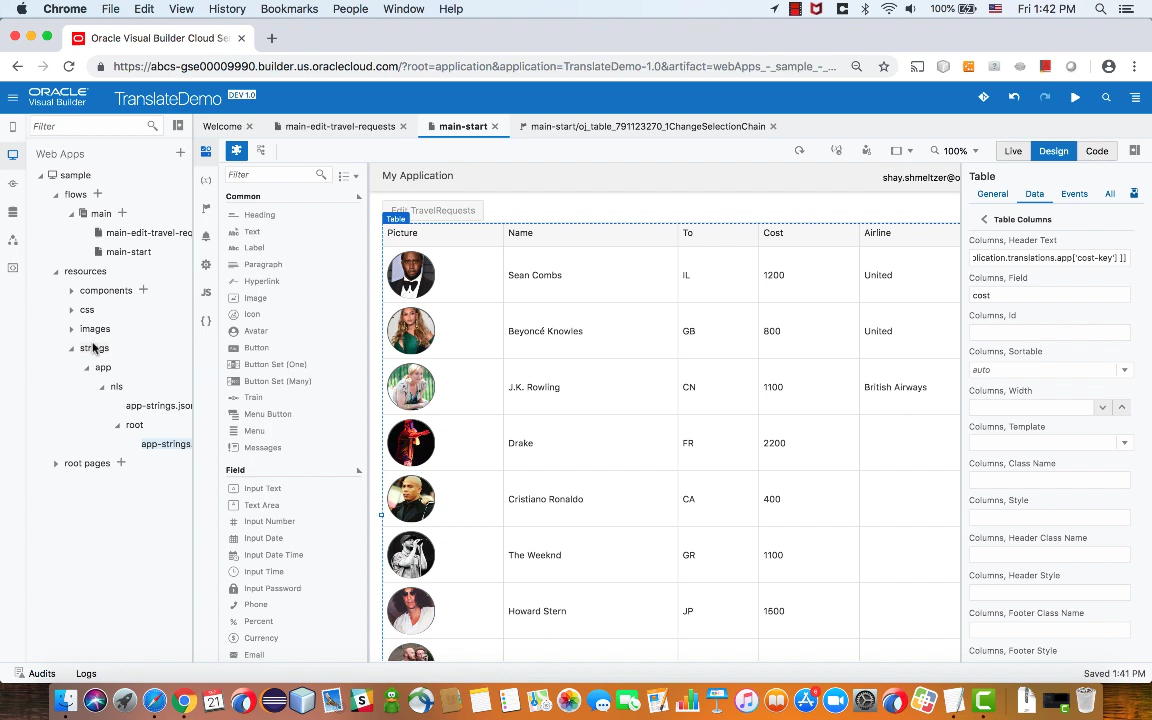 Chrome File Edit View History Bookmarks People Window Help 100% Fri 1:42 PM
Oracle Visual Builder Cloud Se
https://abcs-gse00009990.builder.us.oraclecloud.com/?root=application&application=TranslateDemo-1.0&artifact=webApps_-_sample_-_...
ORACLE
Visual Builder
TranslateDemo DEV 1.0
Filter
Welcome main-edit-travel-requests main-start main-start/oj_table_791123270_1ChangeSelectionChain
100% Live Design Code
Web Apps
sample
flows
main
main-edit-travel-req
main-start
resources
components
css
images
strings
app
nls
app-strings.json
root
app-strings.
root pages
Filter
Common
Heading
Text
Label
Paragraph
Hyperlink
Image
Icon
Avatar
Button
Button Set (One)
Button Set (Many)
Train
Menu Button
Menu
Messages
Field
Input Text
Text Area
Input Number
Input Date
Input Date Time
Input Time
Input Password
Phone
Percent
Currency
Email
My Application shay.shmeltzer@o
Edit TravelRequests
Table
Picture Name To Cost Airline
Sean Combs IL 1200 United
Beyoncé Knowles GB 800 United
J.K. Rowling CN 1100 British Airways
Drake FR 2200
Cristiano Ronaldo CA 400
The Weeknd GR 1100
Howard Stern JP 1500
Table
General Data Events All
Table Columns
Columns, Header Text
plication.translations.app['cost-key'] ]]
Columns, Field
cost
Columns, Id
Columns, Sortable
auto
Columns, Width
Columns, Template
Columns, Class Name
Columns, Style
Columns, Header Class Name
Columns, Header Style
Columns, Footer Class Name
Columns, Footer Style
Audits Logs Saved 1:41 PM